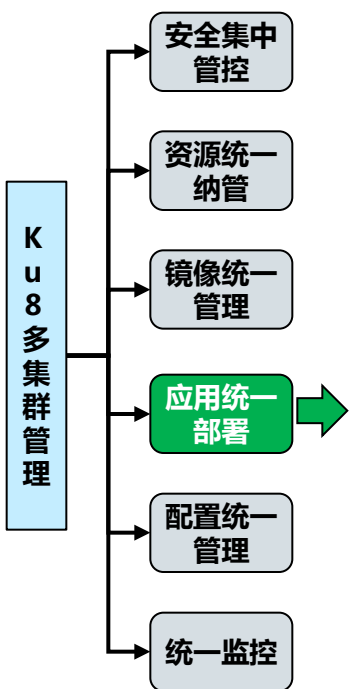 Ku8多集群管理
安全集中
管控
资源统一
纳管
镜像统一
管理
应用统一
部署
配置统一
管理
统一监控